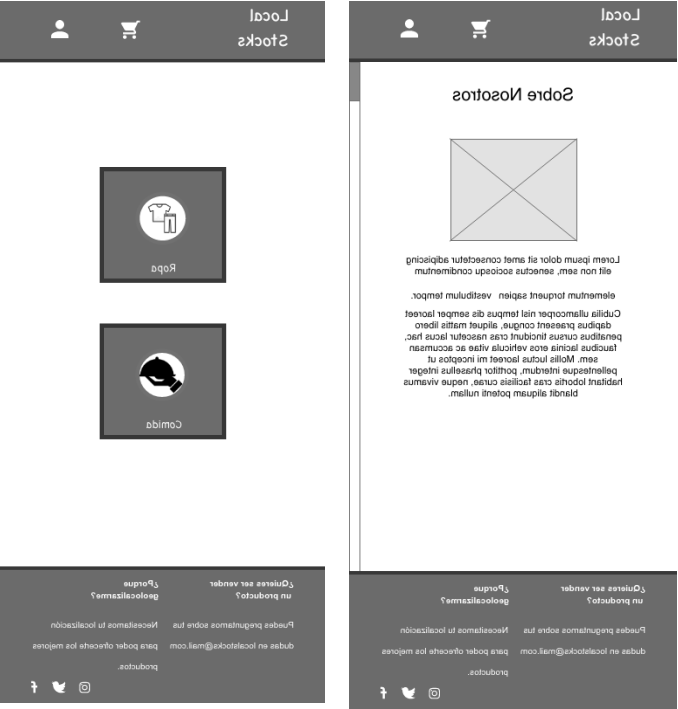 Local
Stocks
Ropa
Comida
¿Quieres ser vender
un producto?
Puedes preguntarnos sobre tus
dudas en localstocks@mail.com
¿Porque
geolocalizarme?
Necesitamos tu localización
para poder ofrecerte los mejores
productos.
Local
Stocks
Sobre Nosotros
Lorem ipsum dolor sit amet consectetur adipiscing
elit non sem, senectus sociosqu condimentum
elementum torquent sapien vestibulum tempor.
Cubilia ullamcorper nisl tempus dis semper laoreet
dapibus praesent congue, aliquet mattis libero
penatibus cursus tincidunt cras nascetur lacus hac,
faucibus lacinia eros vehicula vitae ac accumsan
sem. Mollis luctus laoreet mi inceptos ut
pellentesque interdum, porttitor phasellus integer
habitant lobortis cras facilisis curae, neque vivamus
blandit aliquam potenti nullam.
¿Quieres ser vender
un producto?
Puedes preguntarnos sobre tus
dudas en localstocks@mail.com
¿Porque
geolocalizarme?
Necesitamos tu localización
para poder ofrecerte los mejores
productos.